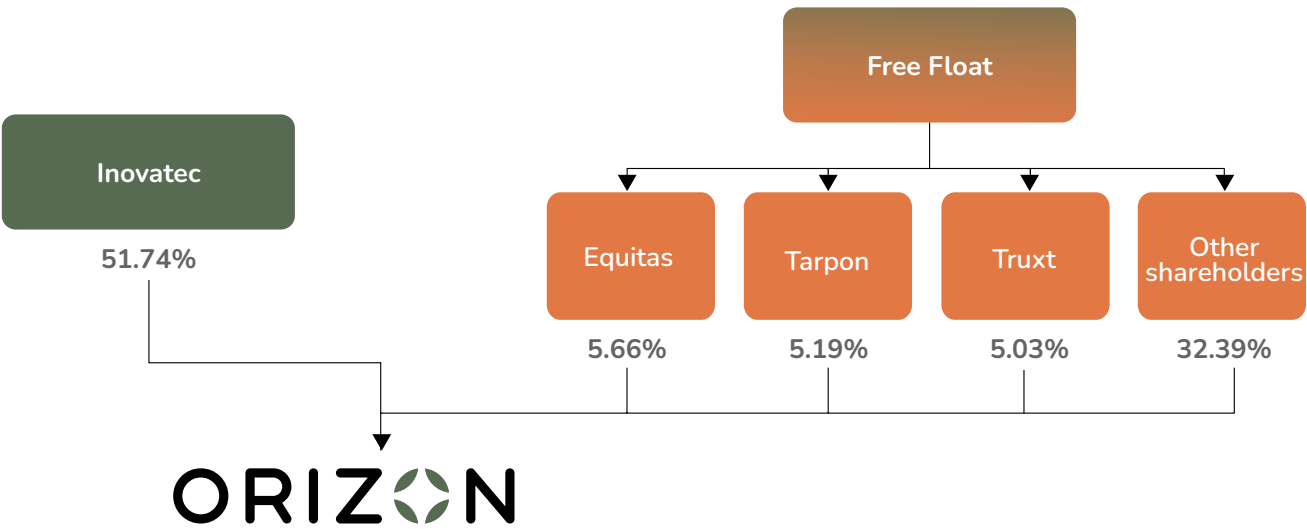 Free Float
Inovatec
51.74%
Equitas
Tarpon
Truxt
Other
shareholders
5.66%
5.19%
5.03%
32.39%
ORIZON